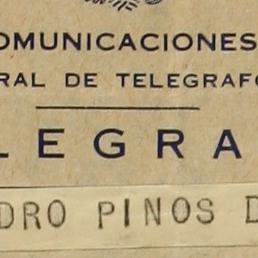 OMUNICACIONES
RAL DE TELEGRAFO
LEGRA
DRO PINOS D